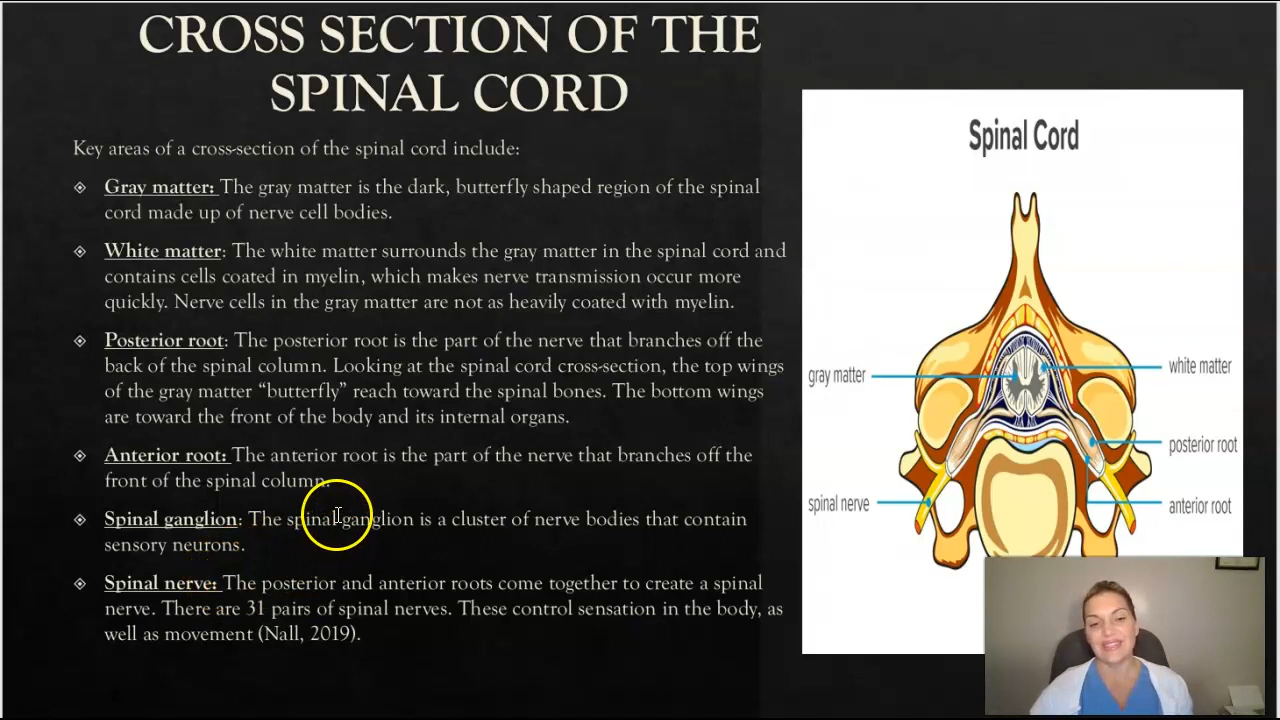 CROSS SECTION OF THE
SPINAL CORD
Key areas of a cross-section of the spinal cord include:
Gray matter: The gray matter is the dark, butterfly shaped region of the spinal
cord made up of nerve cell bodies.
White matter: The white matter surrounds the gray matter in the spinal cord and
contains cells coated in myelin, which makes nerve transmission occur more
quickly. Nerve cells in the gray matter are not as heavily coated with myelin.
Posterior root: The posterior root is the part of the nerve that branches off the
back of the spinal column. Looking at the spinal cord cross-section, the top wings
of the gray matter “butterfly” reach toward the spinal bones. The bottom wings
are toward the front of the body and its internal organs.
Anterior root: The anterior root is the part of the nerve that branches off the
front of the spinal column.
Spinal ganglion: The spinal ganglion is a cluster of nerve bodies that contain
sensory neurons.
Spinal nerve: The posterior and anterior roots come together to create a spinal
nerve. There are 31 pairs of spinal nerves. These control sensation in the body, as
well as movement (Nall, 2019).
Spinal Cord
gray matter
white matter
posterior root
spinal nerve
anterior root